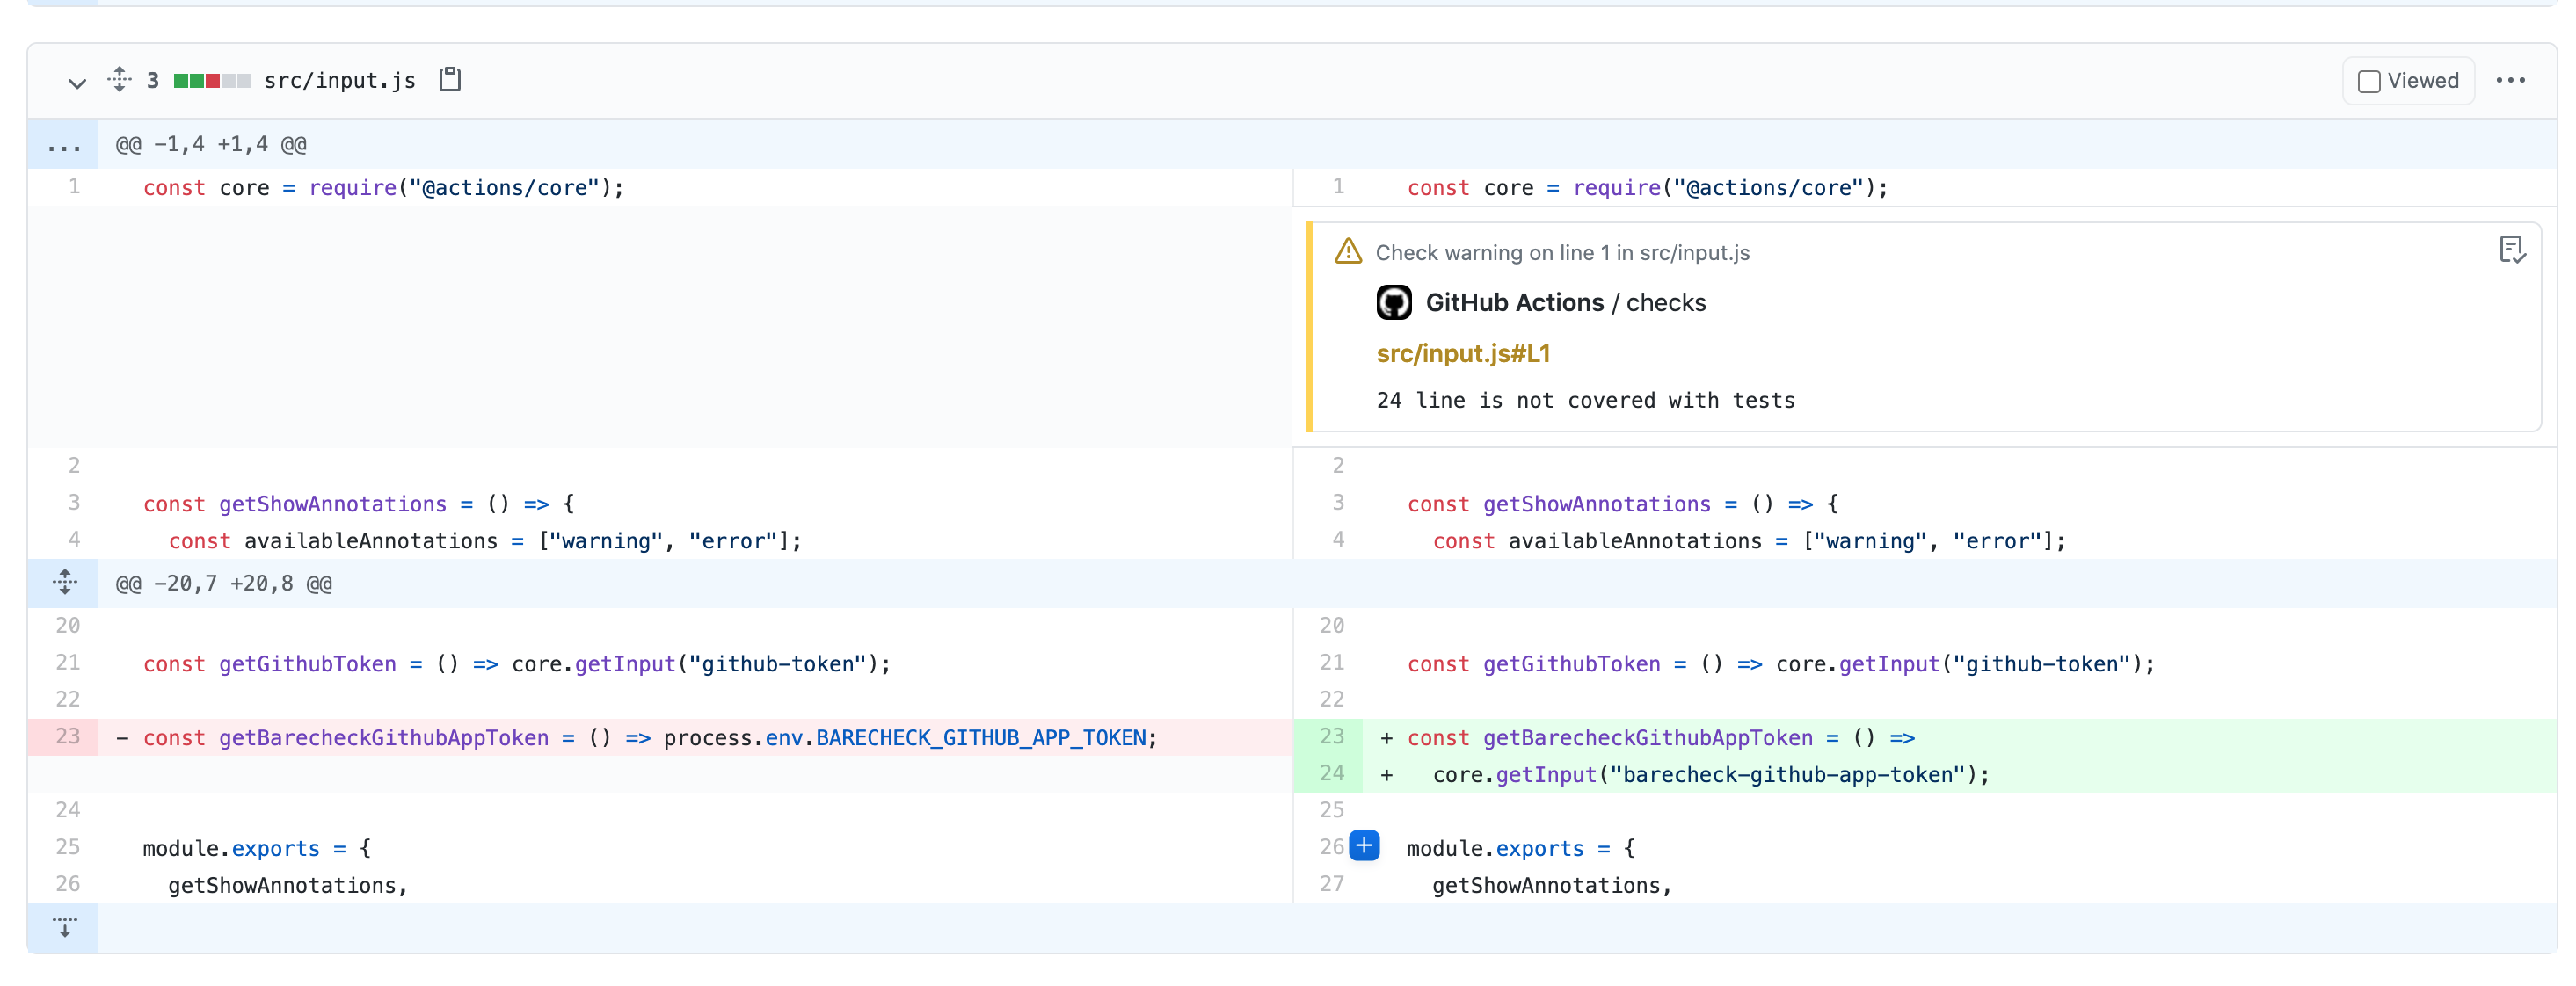 3 src/input.js Viewed
... @@ -1,4 +1,4 @@
1 const core = require("@actions/core");
1 const core = require("@actions/core");
Check warning on line 1 in src/input.js
GitHub Actions / checks
src/input.js#L1
24 line is not covered with tests
2
2
3 const getShowAnnotations = () => {
3 const getShowAnnotations = () => {
4 const availableAnnotations = ["warning", "error"];
4 const availableAnnotations = ["warning", "error"];
@@ -20,7 +20,8 @@
20
20
21 const getGithubToken = () => core.getInput("github-token");
21 const getGithubToken = () => core.getInput("github-token");
22
22
23 - const getBarecheckGithubAppToken = () => process.env.BARECHECK_GITHUB_APP_TOKEN;
23 + const getBarecheckGithubAppToken = () =>
24 + core.getInput("barecheck-github-app-token");
24
25
25 module.exports = {
26 + module.exports = {
26 getShowAnnotations,
27 getShowAnnotations,